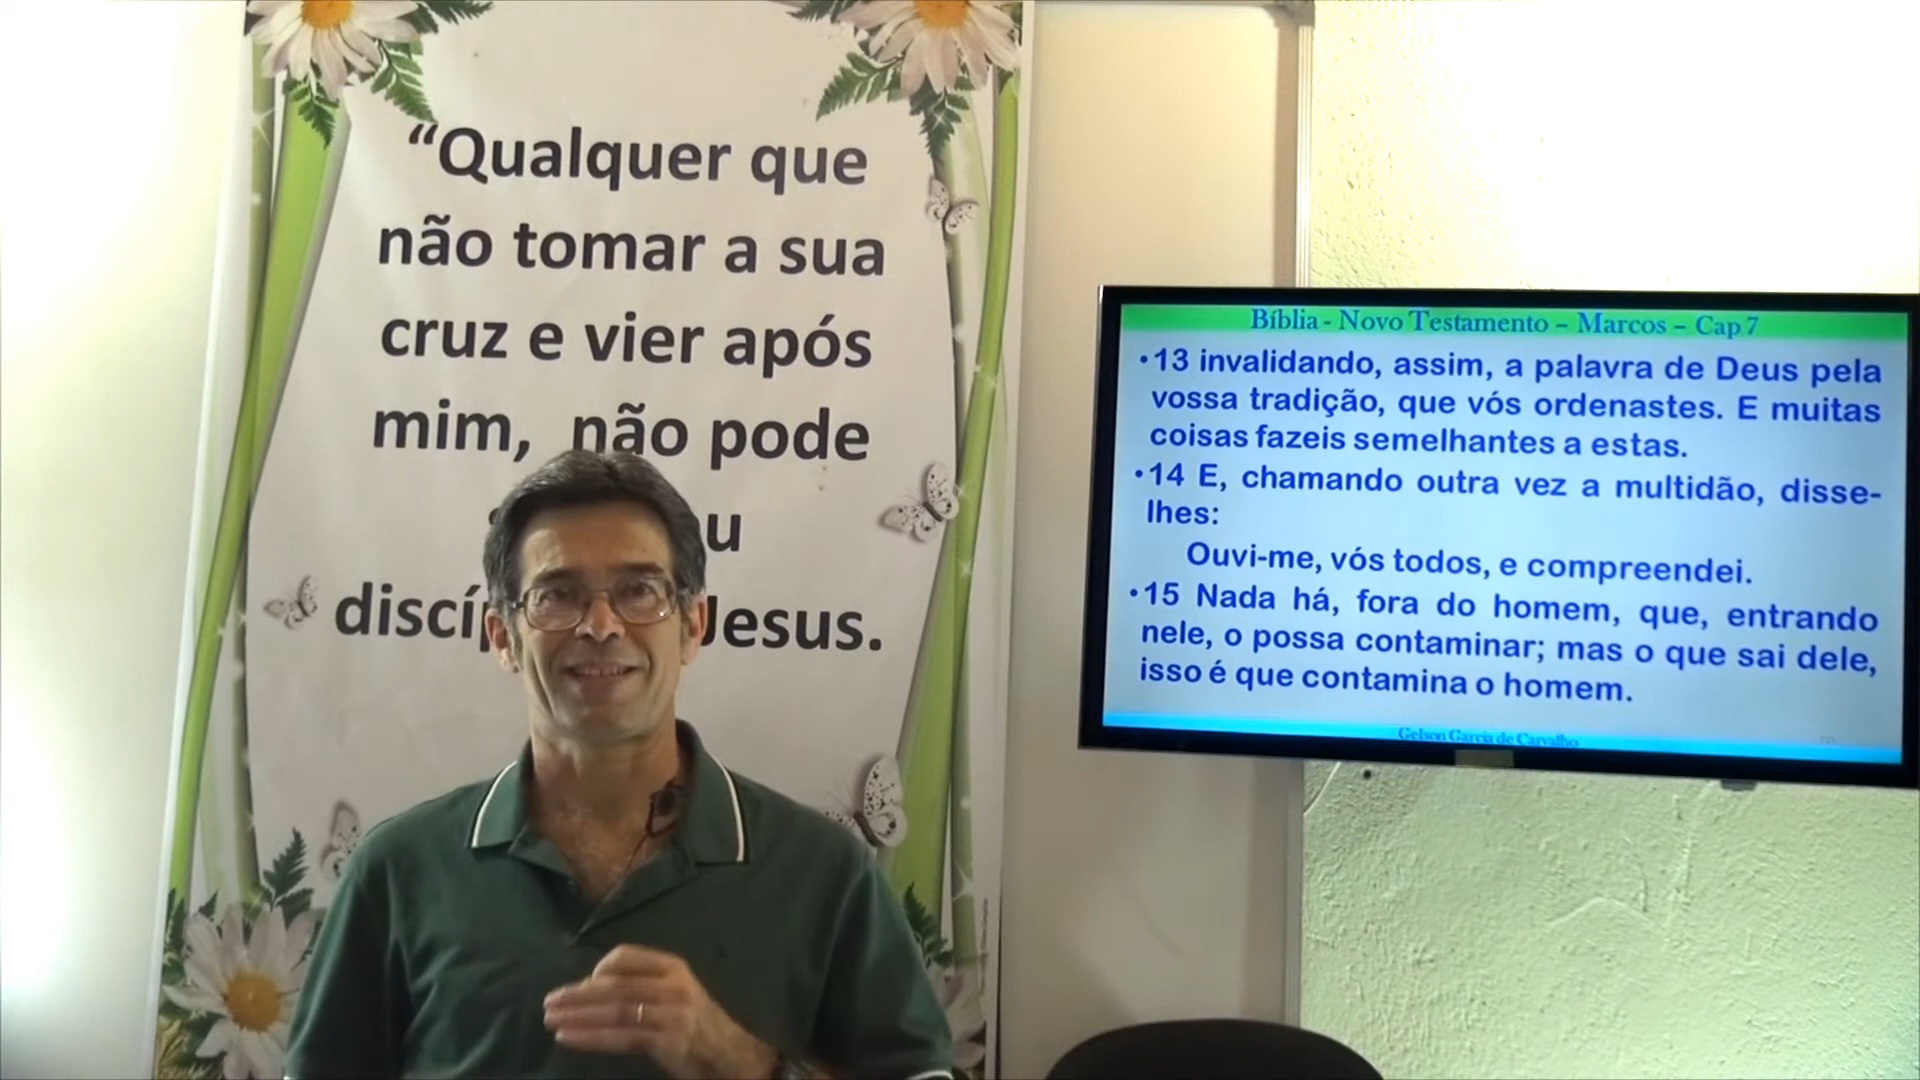 “Qualquer que
não tomar a sua
cruz e vier após
mim, não pode
Jesus.
Bíblia - Novo Testamento – Marcos – Cap 7
•13 invalidando, assim, a palavra de Deus pela
vossa tradição, que vós ordenastes. E muitas
coisas fazeis semelhantes a estas.
•14 E, chamando outra vez a multidão, disse-
lhes:
Ouvi-me, vós todos, e compreendei.
•15 Nada há, fora do homem, que, entrando
nele, o possa contaminar; mas o que sai dele,
isso é que contamina o homem.
Gelson Garcia de Carvalho